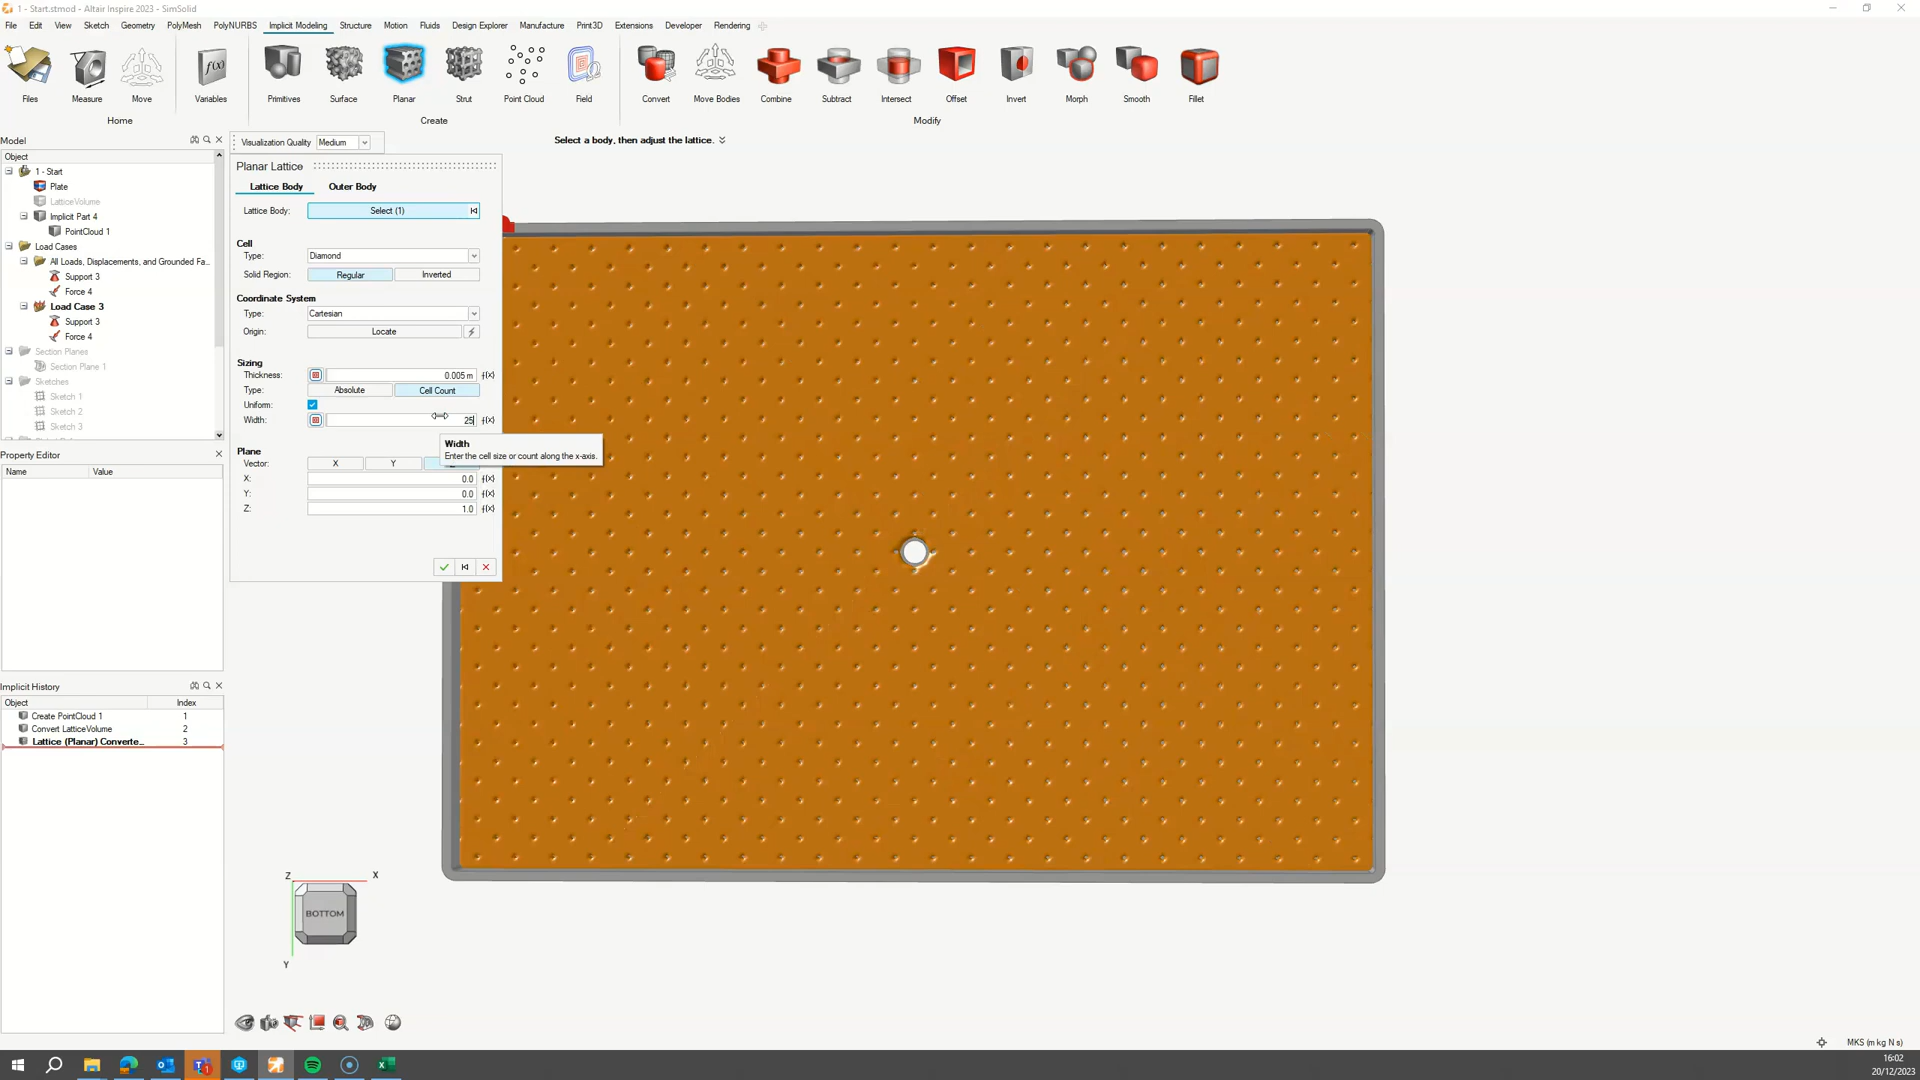 1 - Start.stmod - Altair Inspire 2023 - SimSolid
File Edit View Sketch Geometry PolyMesh PolyNURBS Implicit Modeling Structure Motion Fluids Design Explorer Manufacture Print3D Extensions Developer Rendering
f(x)
Files Measure Move Variables Primitives Surface Planar Strut Point Cloud Field Convert Move Bodies Combine Subtract Intersect Offset Invert Morph Smooth Fillet
Home Create Modify
Model
Object
1 - Start
Plate
LatticeVolume
Implicit Part 4
PointCloud 1
Load Cases
All Loads, Displacements, and Grounded Fa...
Support 3
Force 4
Load Case 3
Support 3
Force 4
Section Planes
Section Plane 1
Sketches
Sketch 1
Sketch 2
Sketch 3
Property Editor
Name Value
Implicit History
Object Index
Create PointCloud 1 1
Convert LatticeVolume 2
Lattice (Planar) Converte... 3
Visualization Quality Medium
Select a body, then adjust the lattice.
Planar Lattice
Lattice Body Outer Body
Lattice Body: Select (1)
Cell
Type: Diamond
Solid Region: Regular Inverted
Coordinate System
Type: Cartesian
Origin: Locate
Sizing
Thickness: 0.005 m f(x)
Type: Absolute Cell Count
Uniform:
Width: 25 f(x)
Width
Enter the cell size or count along the x-axis.
Plane
Vector: X Y
X: 0.0 f(x)
Y: 0.0 f(x)
Z: 1.0 f(x)
Z X
BOTTOM
Y
MKS (m kg N s)
16:02
20/12/2023